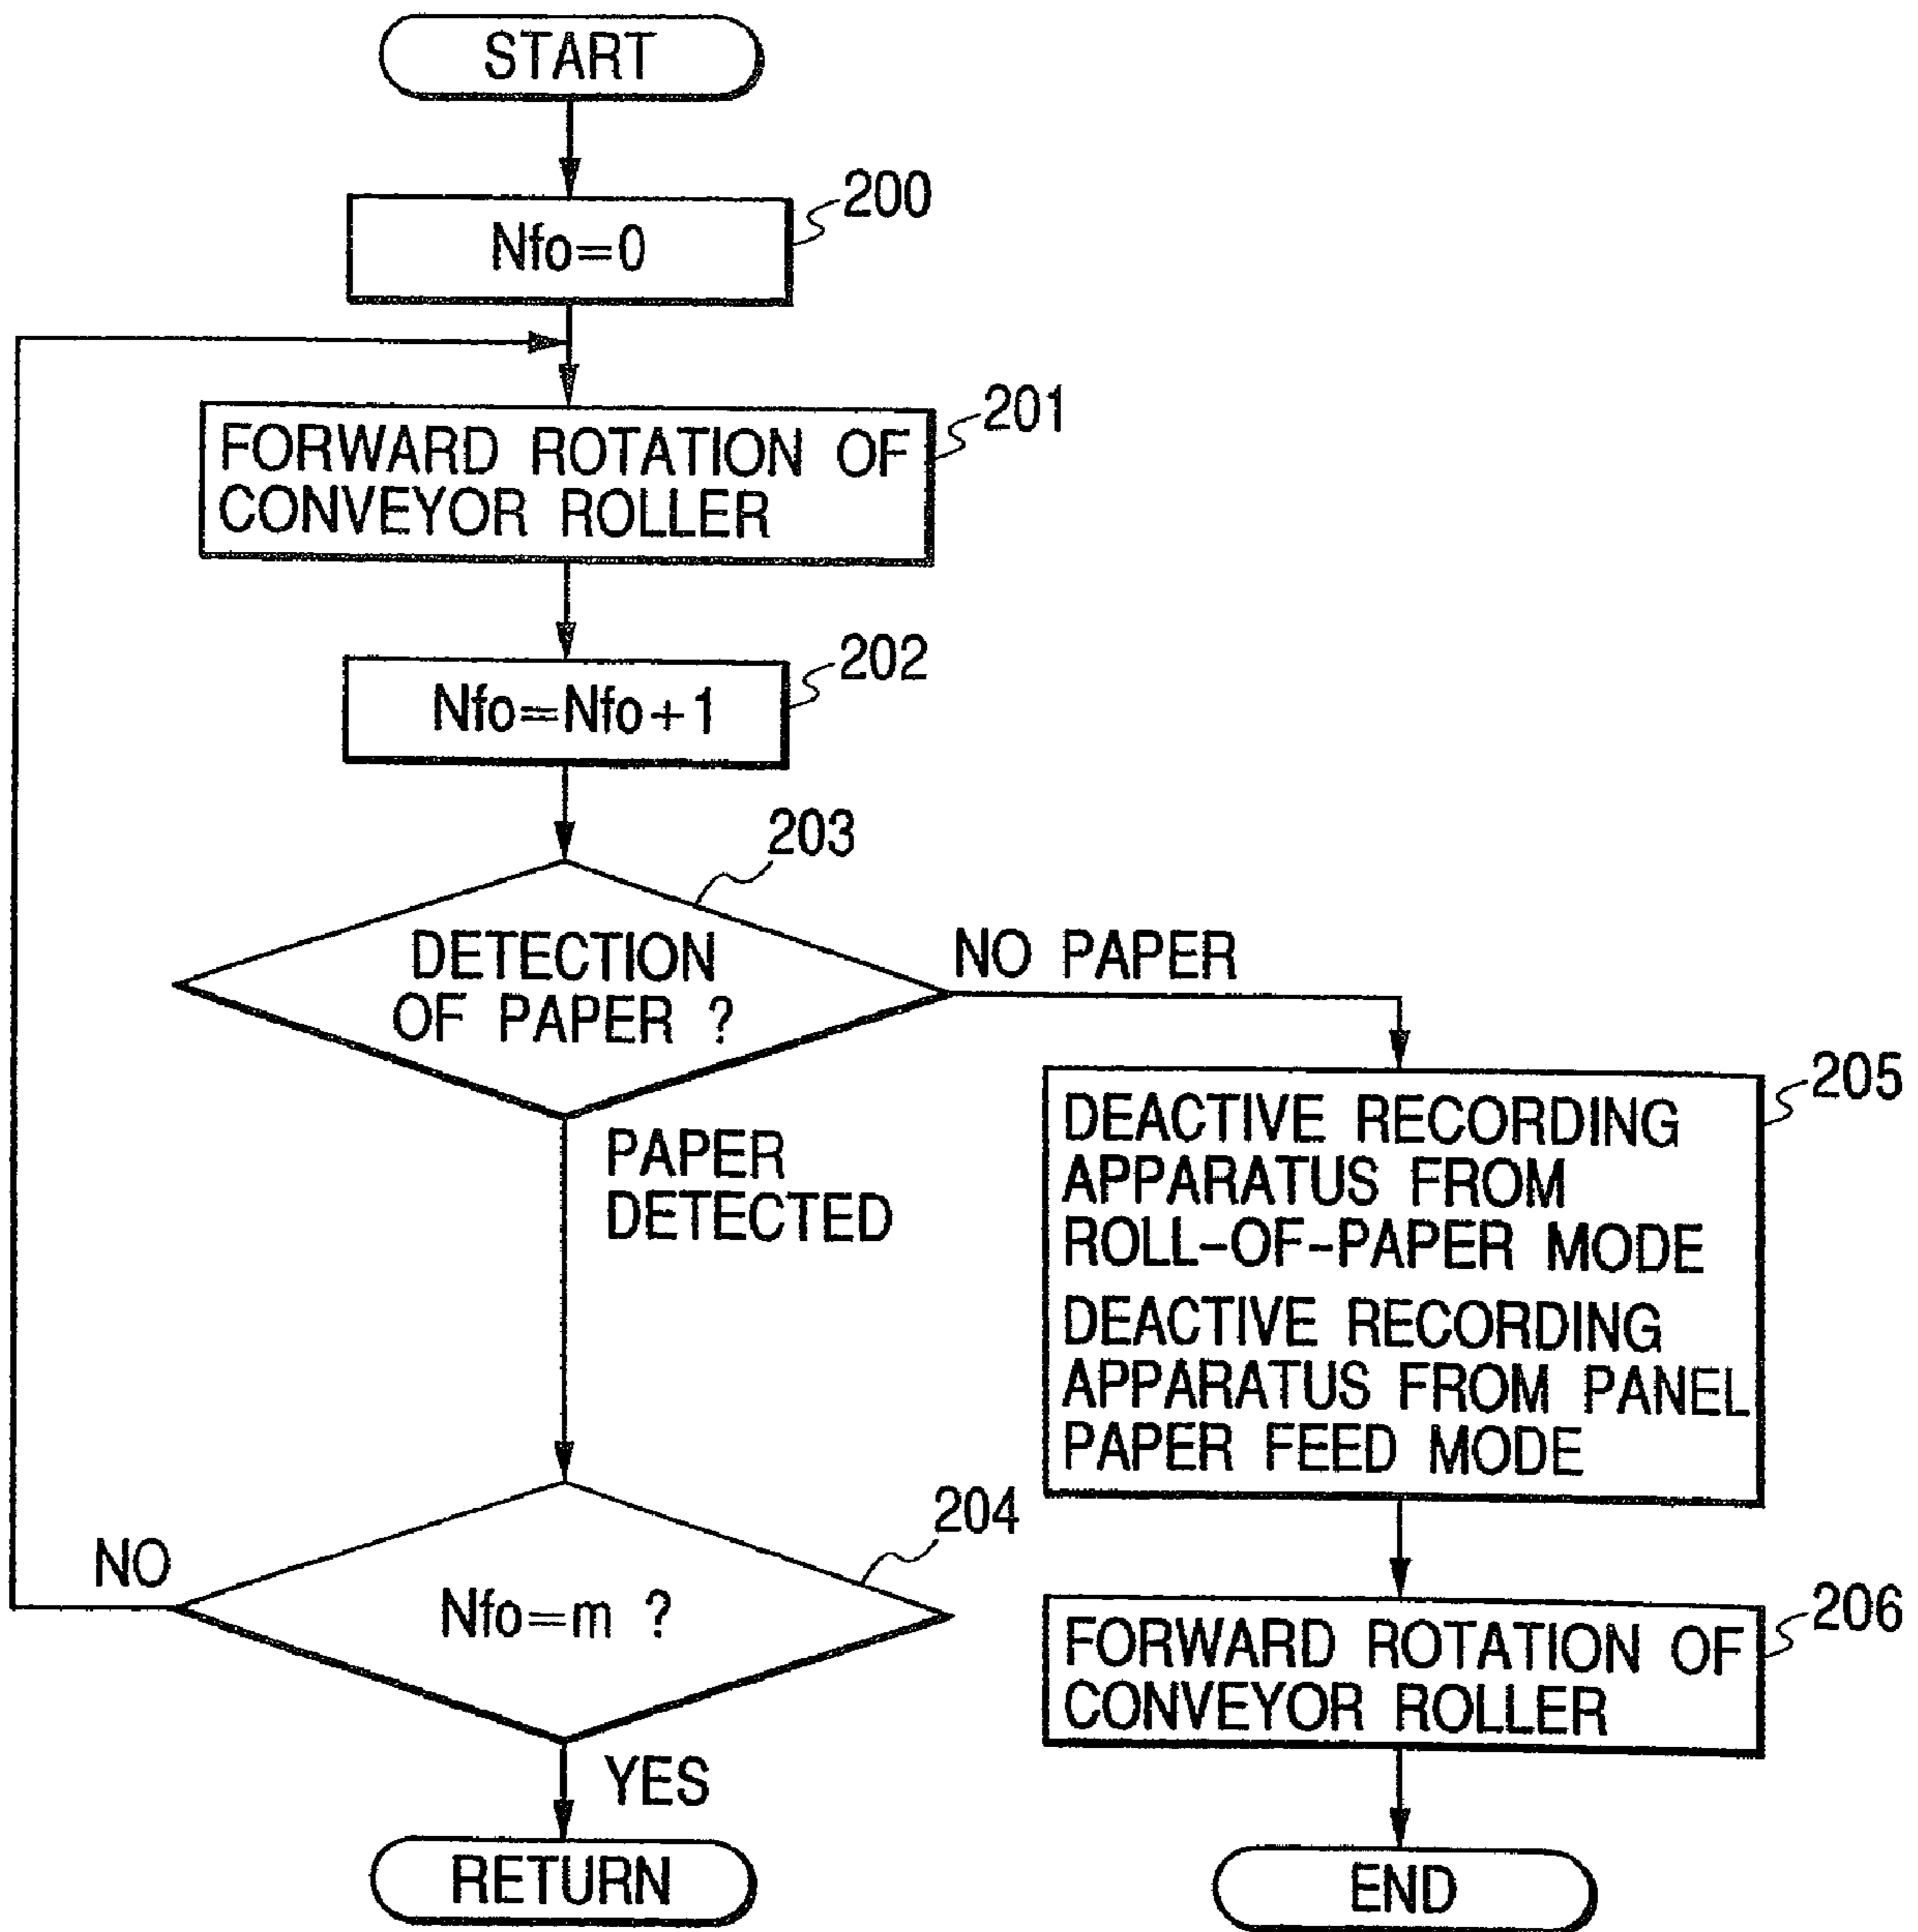 START
200
Nfo=0
201
FORWARD ROTATION OF
CONVEYOR ROLLER
202
Nfo=Nfo+1
203
DETECTION
OF PAPER ?
NO PAPER
PAPER
DETECTED
205
DEACTIVE RECORDING
APPARATUS FROM
ROLL-OF-PAPER MODE
DEACTIVE RECORDING
APPARATUS FROM PANEL
PAPER FEED MODE
204
NO
Nfo=m ?
YES
RETURN
206
FORWARD ROTATION OF
CONVEYOR ROLLER
END